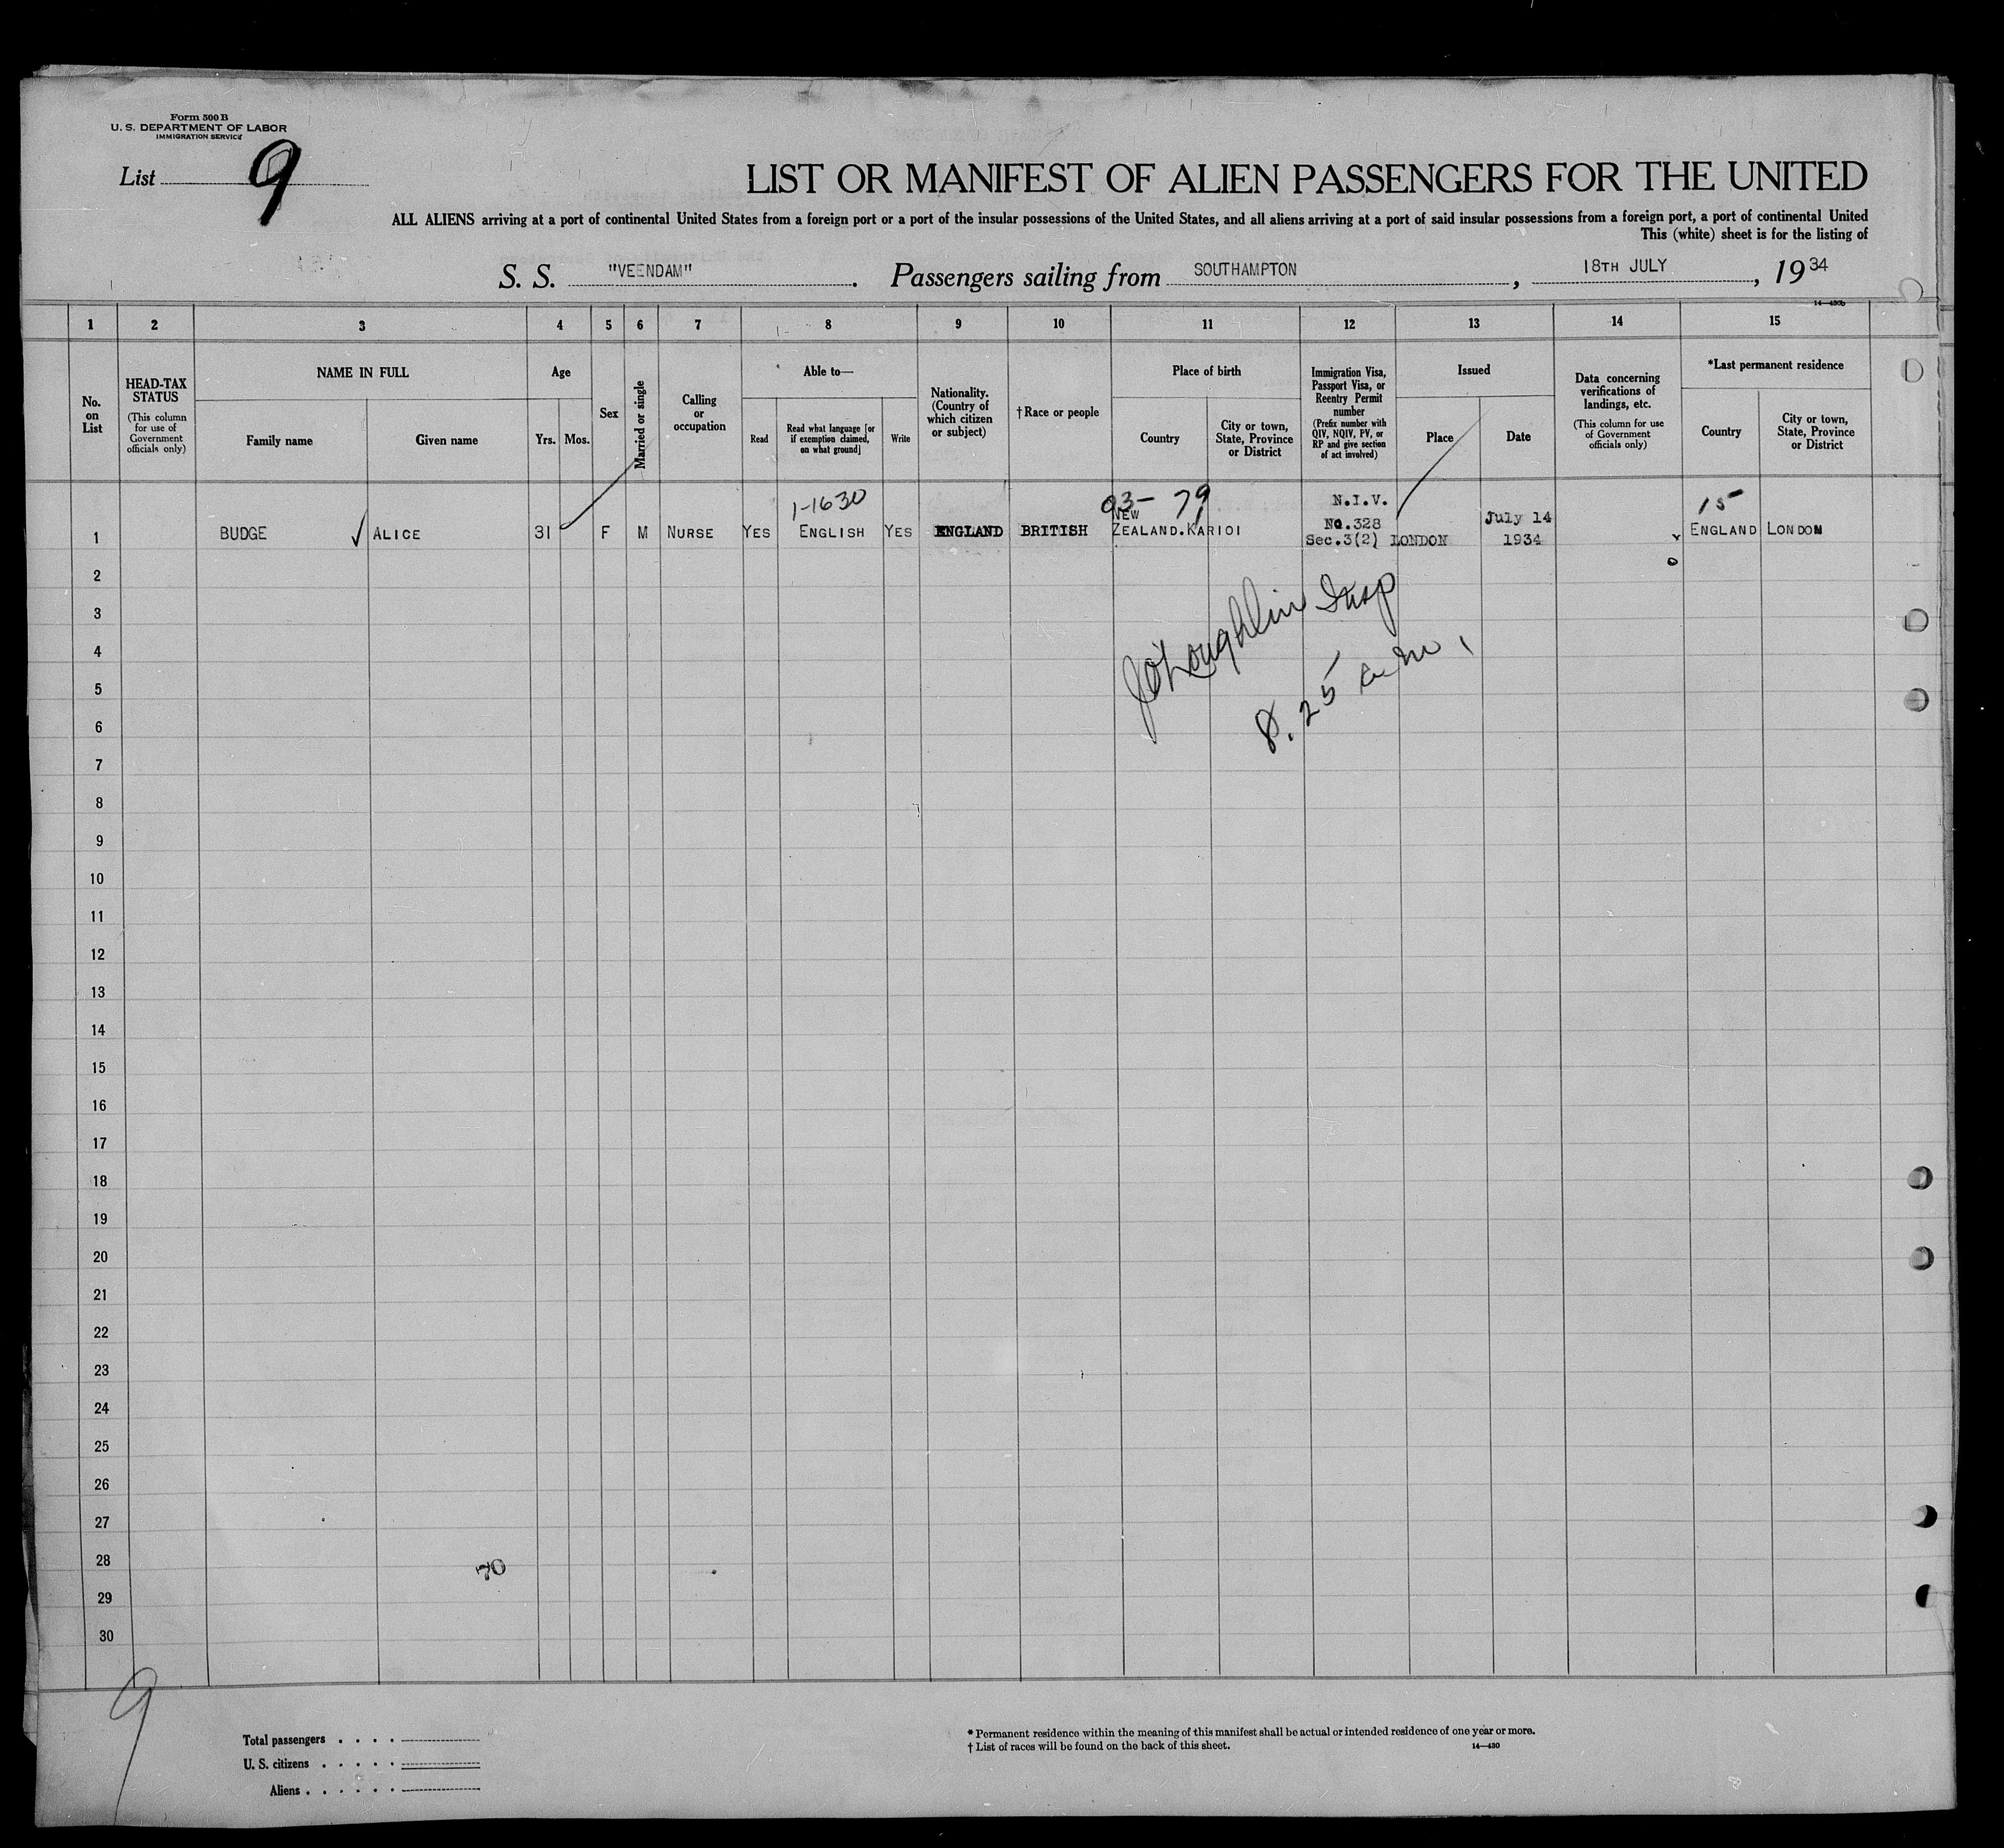 Form 500 B
U. S. DEPARTMENT OF LABOR
IMMIGRATION SERVICE
List 9
LIST OR MANIFEST OF ALIEN PASSENGERS FOR THE UNITED
ALL ALIENS arriving at a port of continental United States from a foreign port or a port of the insular possessions of the United States, and all aliens arriving at a port of said insular possessions from a foreign port, a port of continental United
This (white) sheet is for the listing of
S. S. "VEENDAM". Passengers sailing from SOUTHAMPTON, 18TH JULY, 1934
14—430b
1 2 3 4 5 6 7 8 9 10 11 12 13 14 15
No. on List
HEAD-TAX STATUS
(This column for use of Government officials only)
NAME IN FULL
Family name
Given name
Age
Yrs. Mos.
Sex
Married or single
Calling or occupation
Able to—
Read
Read what language [or if exemption claimed, on what ground]
Write
Nationality. (Country of which citizen or subject)
†Race or people
Place of birth
Country
City or town, State, Province or District
Immigration Visa, Passport Visa, or Reentry Permit number
(Prefix number with QIV, NQIV, PV, or RP and give section of act involved)
Issued
Place
Date
Data concerning verifications of landings, etc.
(This column for use of Government officials only)
*Last permanent residence
Country
City or town, State, Province or District
1-1630 93- 79 N.I.V. 15
NEW No.328 July 14
1 BUDGE ALICE 31 F M NURSE YES ENGLISH YES ENGLAND BRITISH ZEALAND.KARIOI Sec.3(2) LONDON 1934 ENGLAND LONDON
2
3
J O'Loughlin Insp
4
5
8.25 a.m.
6
7
8
9
10
11
12
13
14
15
16
17
18
19
20
21
22
23
24
25
26
27
28
70
29
30
9
Total passengers
U. S. citizens
Aliens
* Permanent residence within the meaning of this manifest shall be actual or intended residence of one year or more.
† List of races will be found on the back of this sheet. 14—430